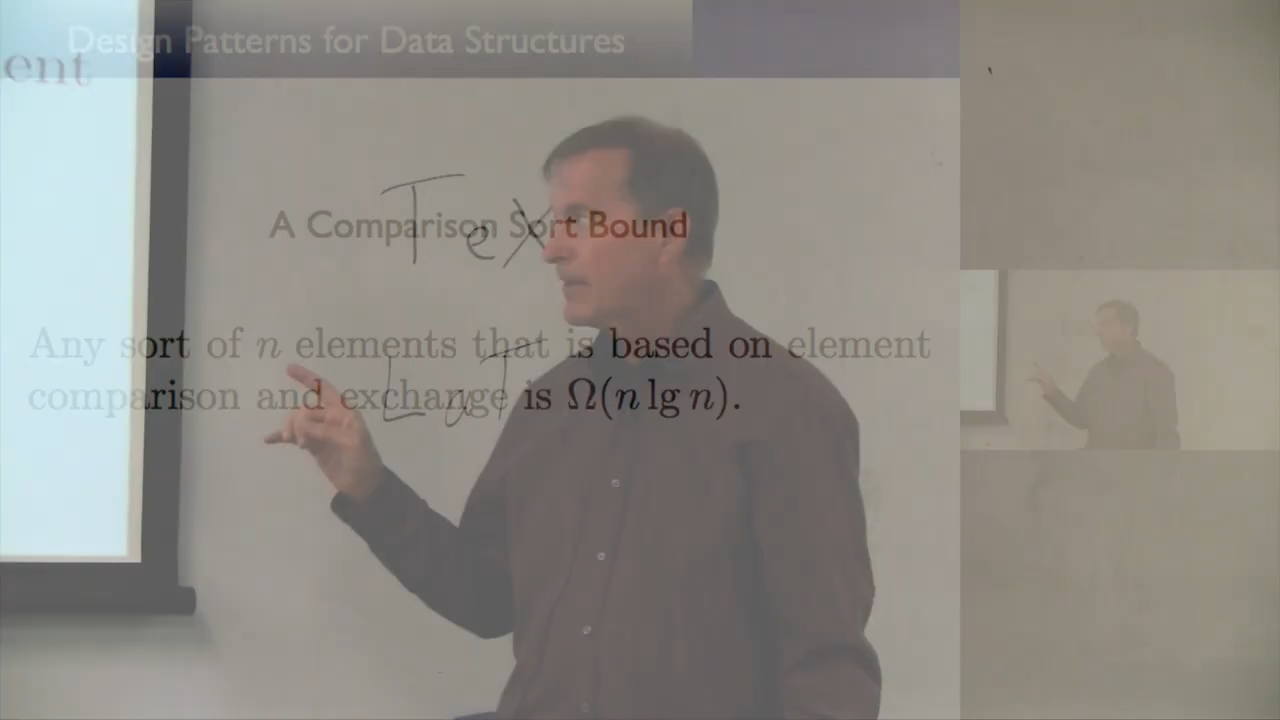 Design Patterns for Data Structures
ent
TeX
A Comparison Sort Bound
Any sort of n elements that is based on element
LaT
comparison and exchange is Ω(n lg n).